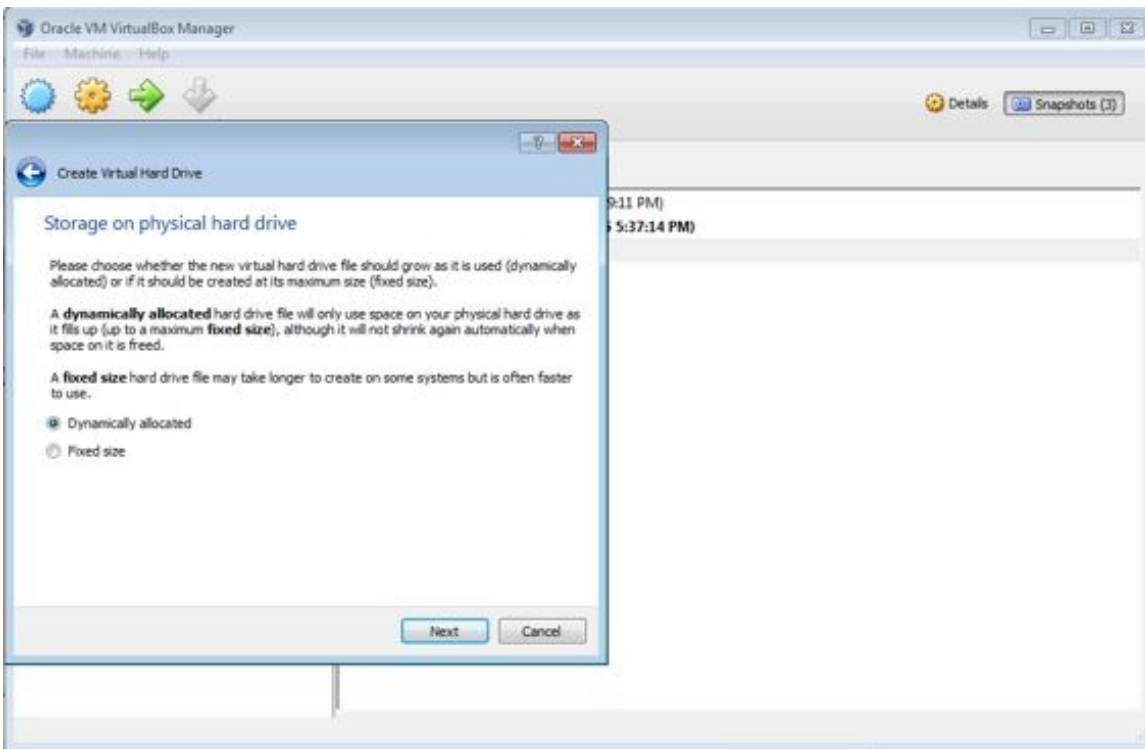 Oracle VM VirtualBox Manager
File Machine Help
Details Snapshots (3)
Create Virtual Hard Drive
9:11 PM)
5:37:14 PM)
Storage on physical hard drive
Please choose whether the new virtual hard drive file should grow as it is used (dynamically
allocated) or if it should be created at its maximum size (fixed size).
A dynamically allocated hard drive file will only use space on your physical hard drive as
it fills up (up to a maximum fixed size), although it will not shrink again automatically when
space on it is freed.
A fixed size hard drive file may take longer to create on some systems but is often faster
to use.
Dynamically allocated
Fixed size
Next Cancel